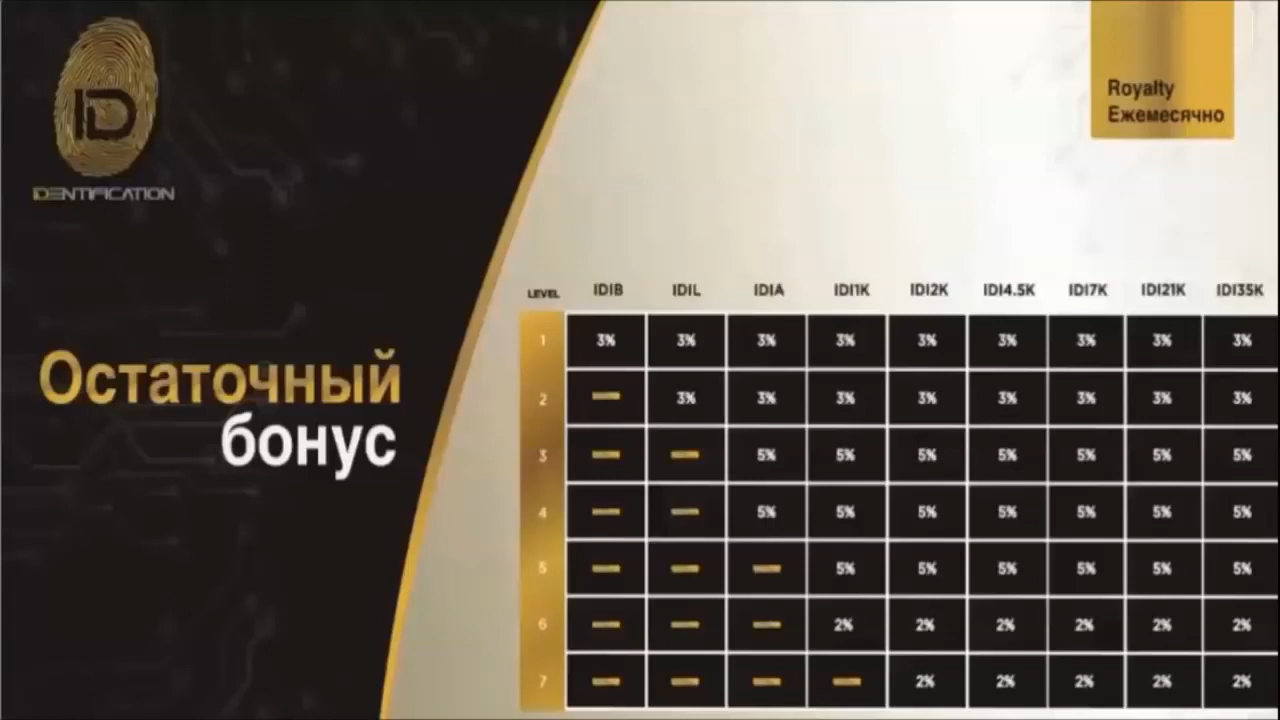 ID
IDENTIFICATION
Royalty
Ежемесячно
Остаточный
бонус
LEVEL IDIB IDIL IDIA IDI1K IDI2K IDI4.5K IDI7K IDI21K IDI35K
1 3% 3% 3% 3% 3% 3% 3% 3% 3%
2 — 3% 3% 3% 3% 3% 3% 3% 3%
3 — — 5% 5% 5% 5% 5% 5% 5%
4 — — 5% 5% 5% 5% 5% 5% 5%
5 — — — 5% 5% 5% 5% 5% 5%
6 — — — 2% 2% 2% 2% 2% 2%
7 — — — — 2% 2% 2% 2% 2%